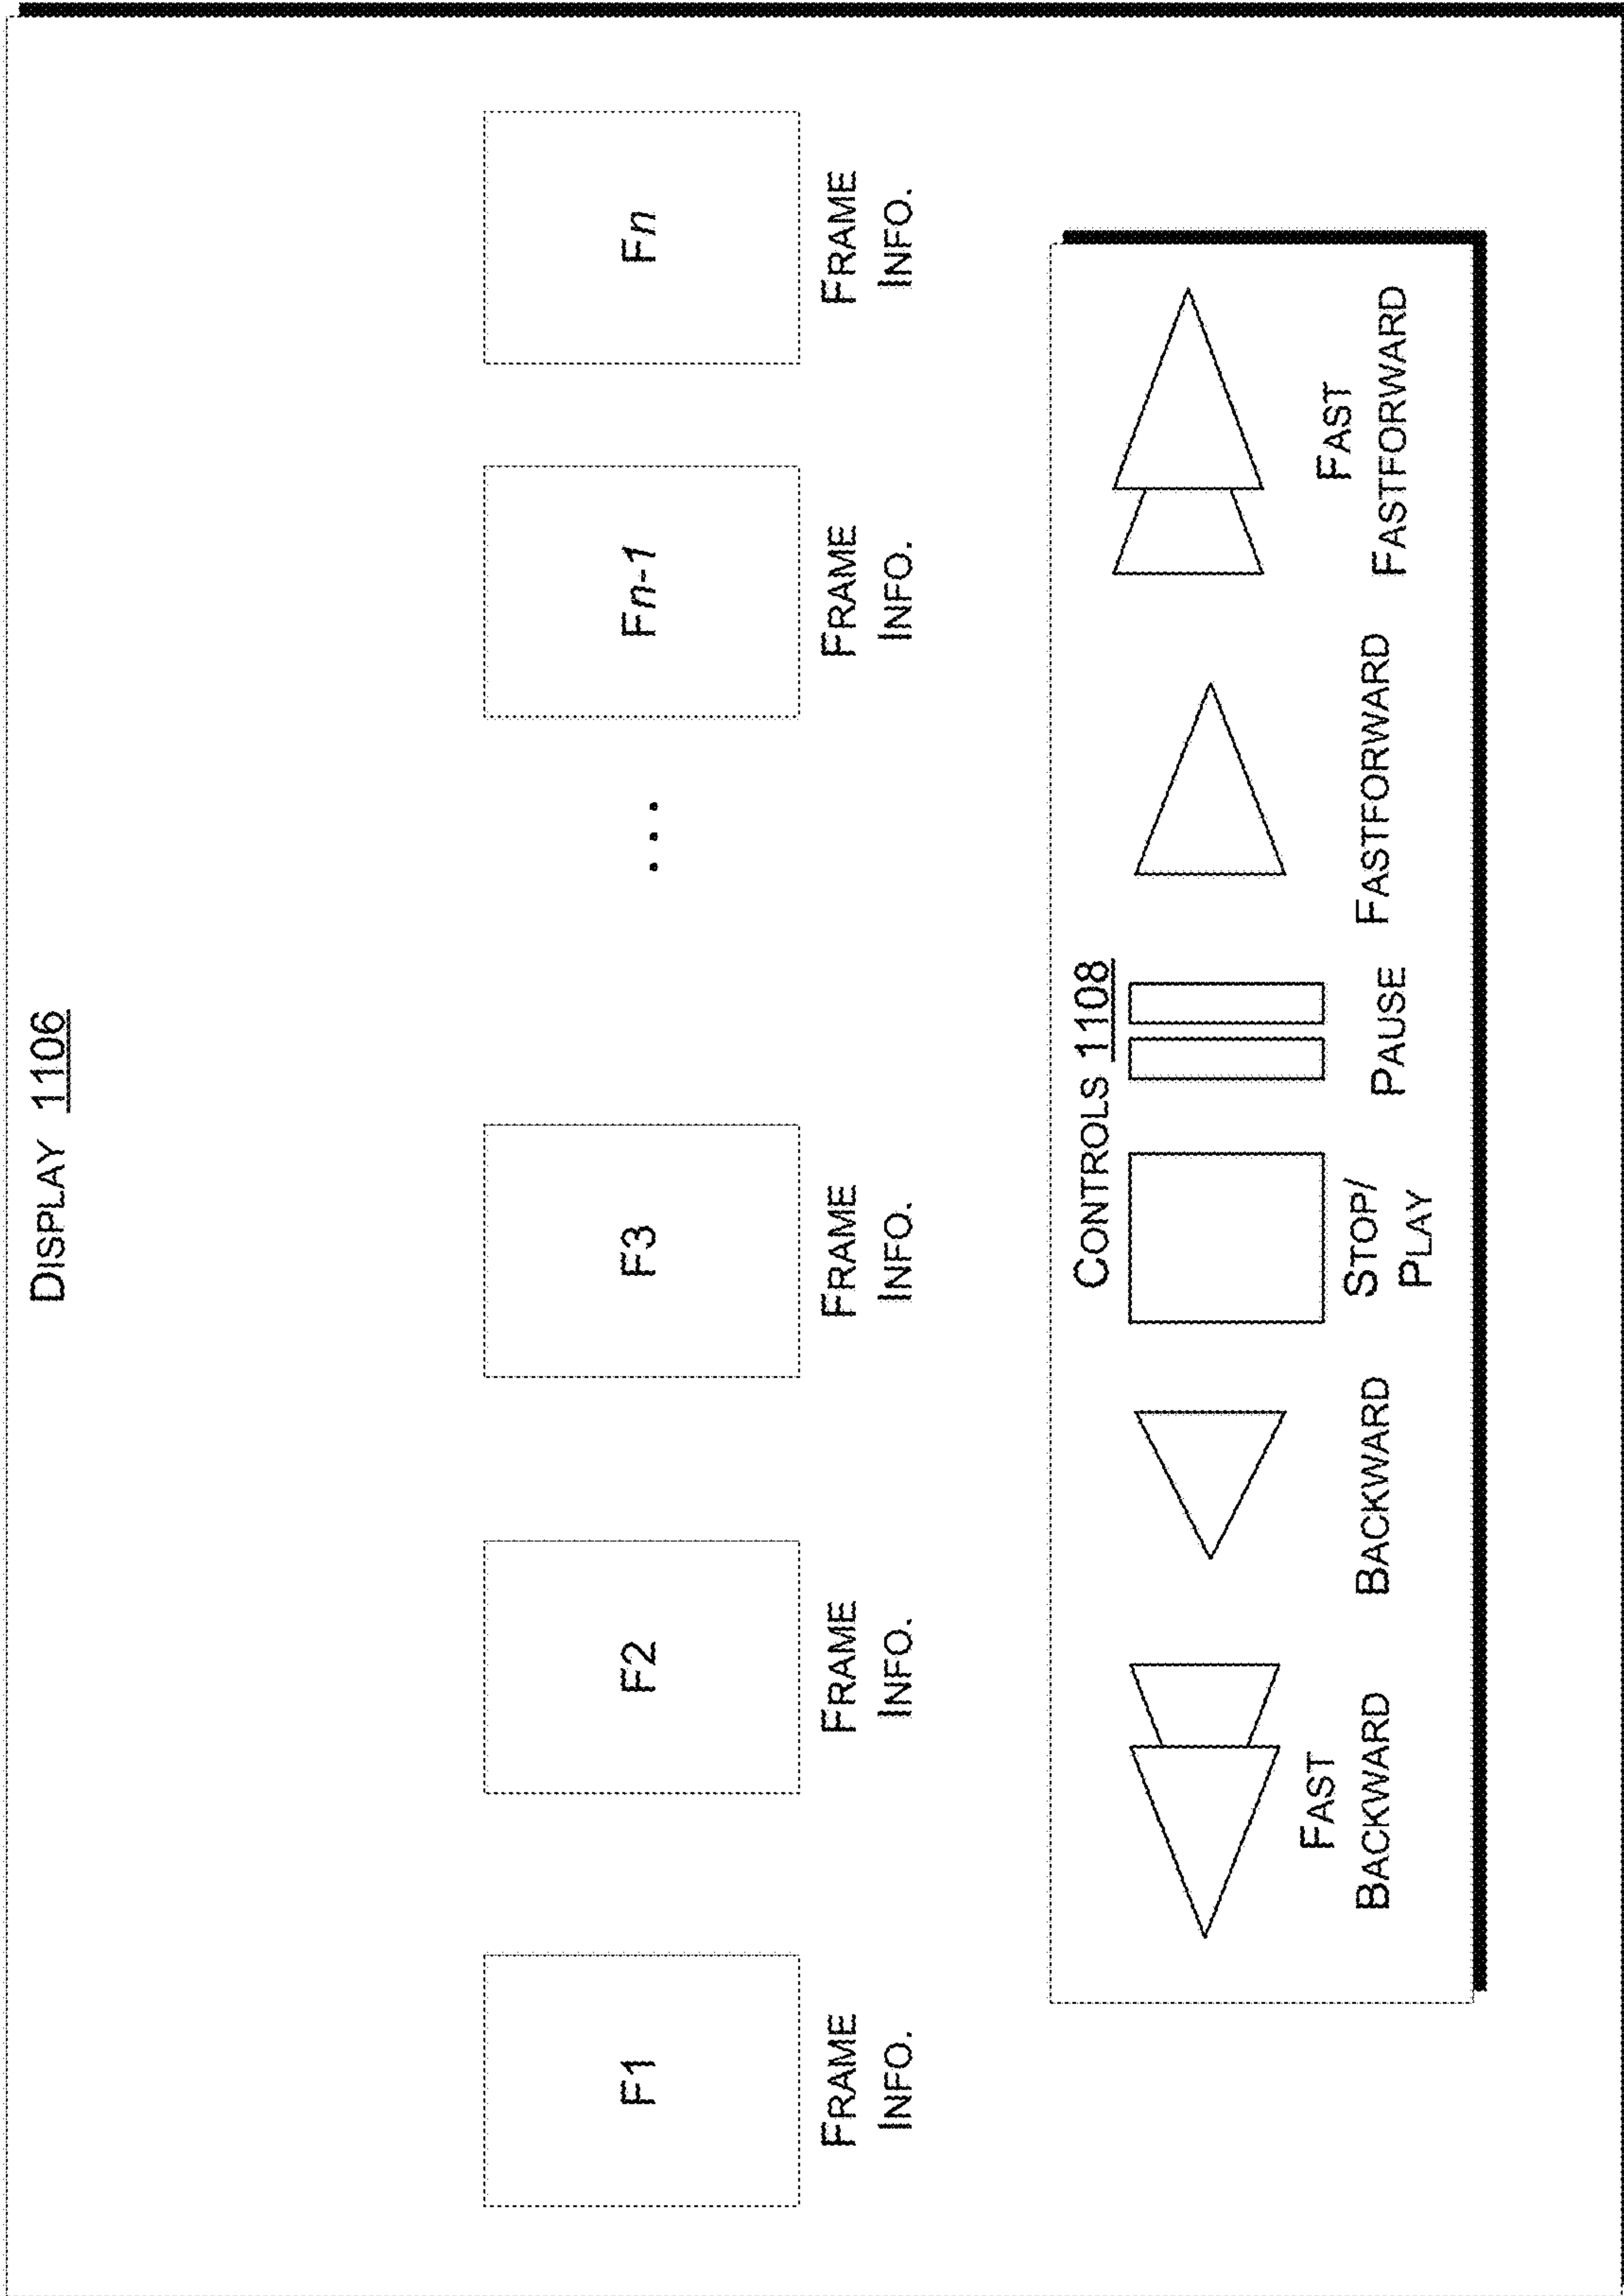 DISPLAY 1106
F1
F2
F3
...
Fn-1
Fn
FRAME
INFO.
FRAME
INFO.
FRAME
INFO.
FRAME
INFO.
FRAME
INFO.
CONTROLS 1108
FAST
BACKWARD
BACKWARD
STOP/
PLAY
PAUSE
FASTFORWARD
FAST
FASTFORWARD